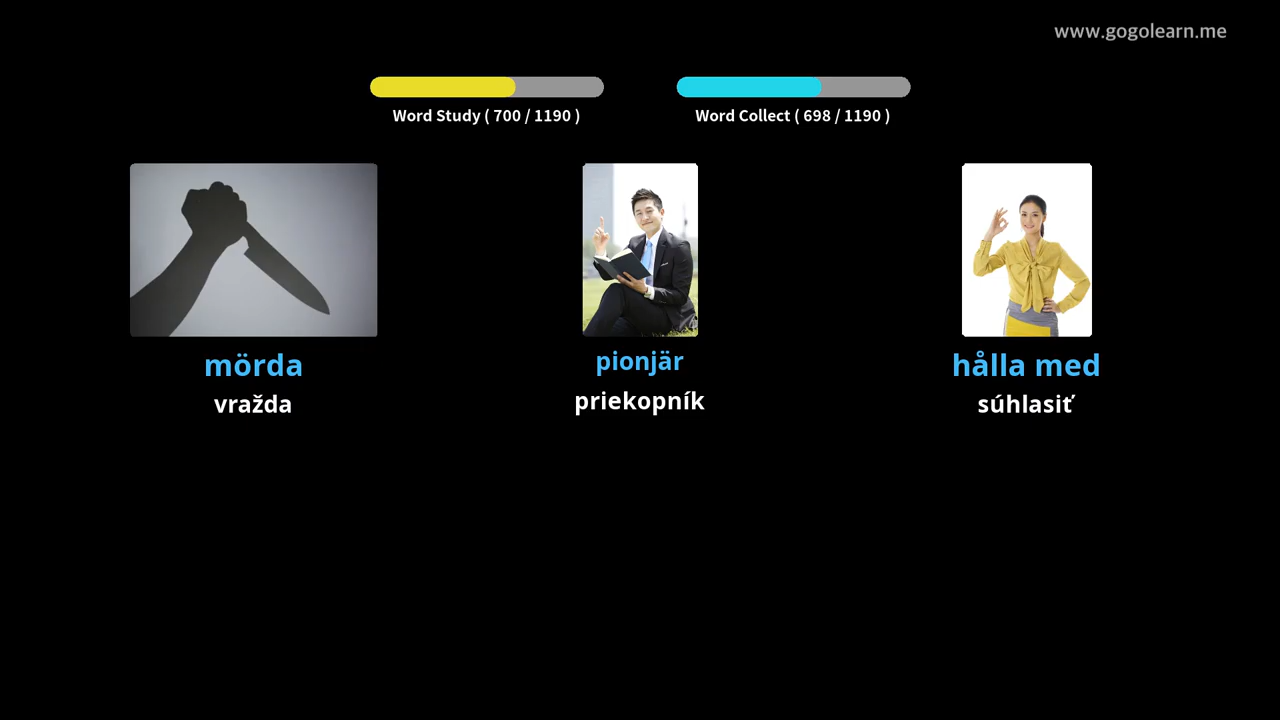 www.gogolearn.me
Word Study ( 700 / 1190 )
Word Collect ( 698 / 1190 )
mörda
vražda
pionjär
priekopník
hålla med
súhlasiť